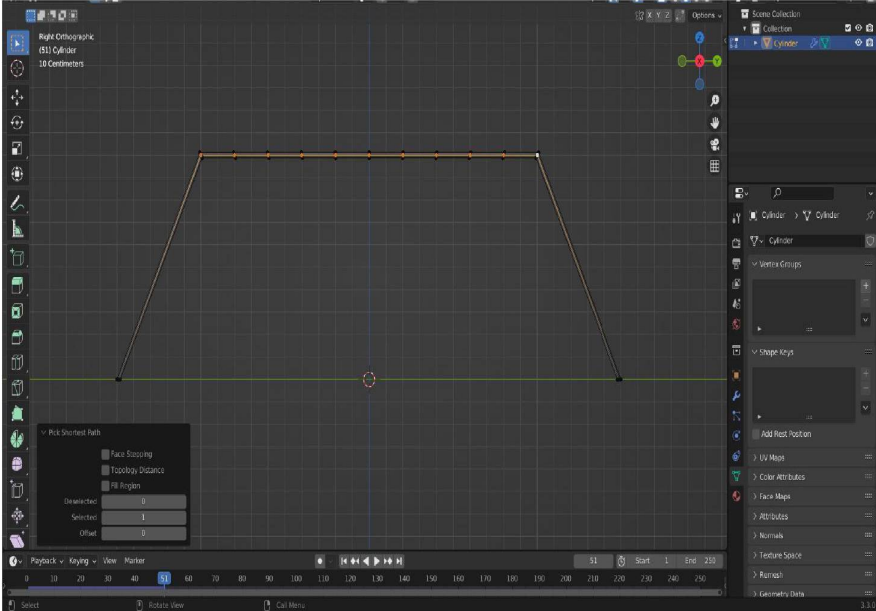 X Y Z Options
Right Orthographic
(51) Cylinder
10 Centimeters
Z
X
Y
Scene Collection
Collection
Cylinder
Cylinder > Cylinder
Cylinder
Vertex Groups
Shape Keys
Add Rest Position
UV Maps
Color Attributes
Face Maps
Attributes
Normals
Texture Space
Remesh
Geometry Data
Pick Shortest Path
Face Stepping
Topology Distance
Fill Region
Deselected 0
Selected 1
Offset 0
Playback Keying View Marker
51 Start 1 End 250
0 10 20 30 40 51 60 70 80 90 100 110 120 130 140 150 160 170 180 190 200 210 220 230 240 250
Select Rotate View Call Menu
3.3.0